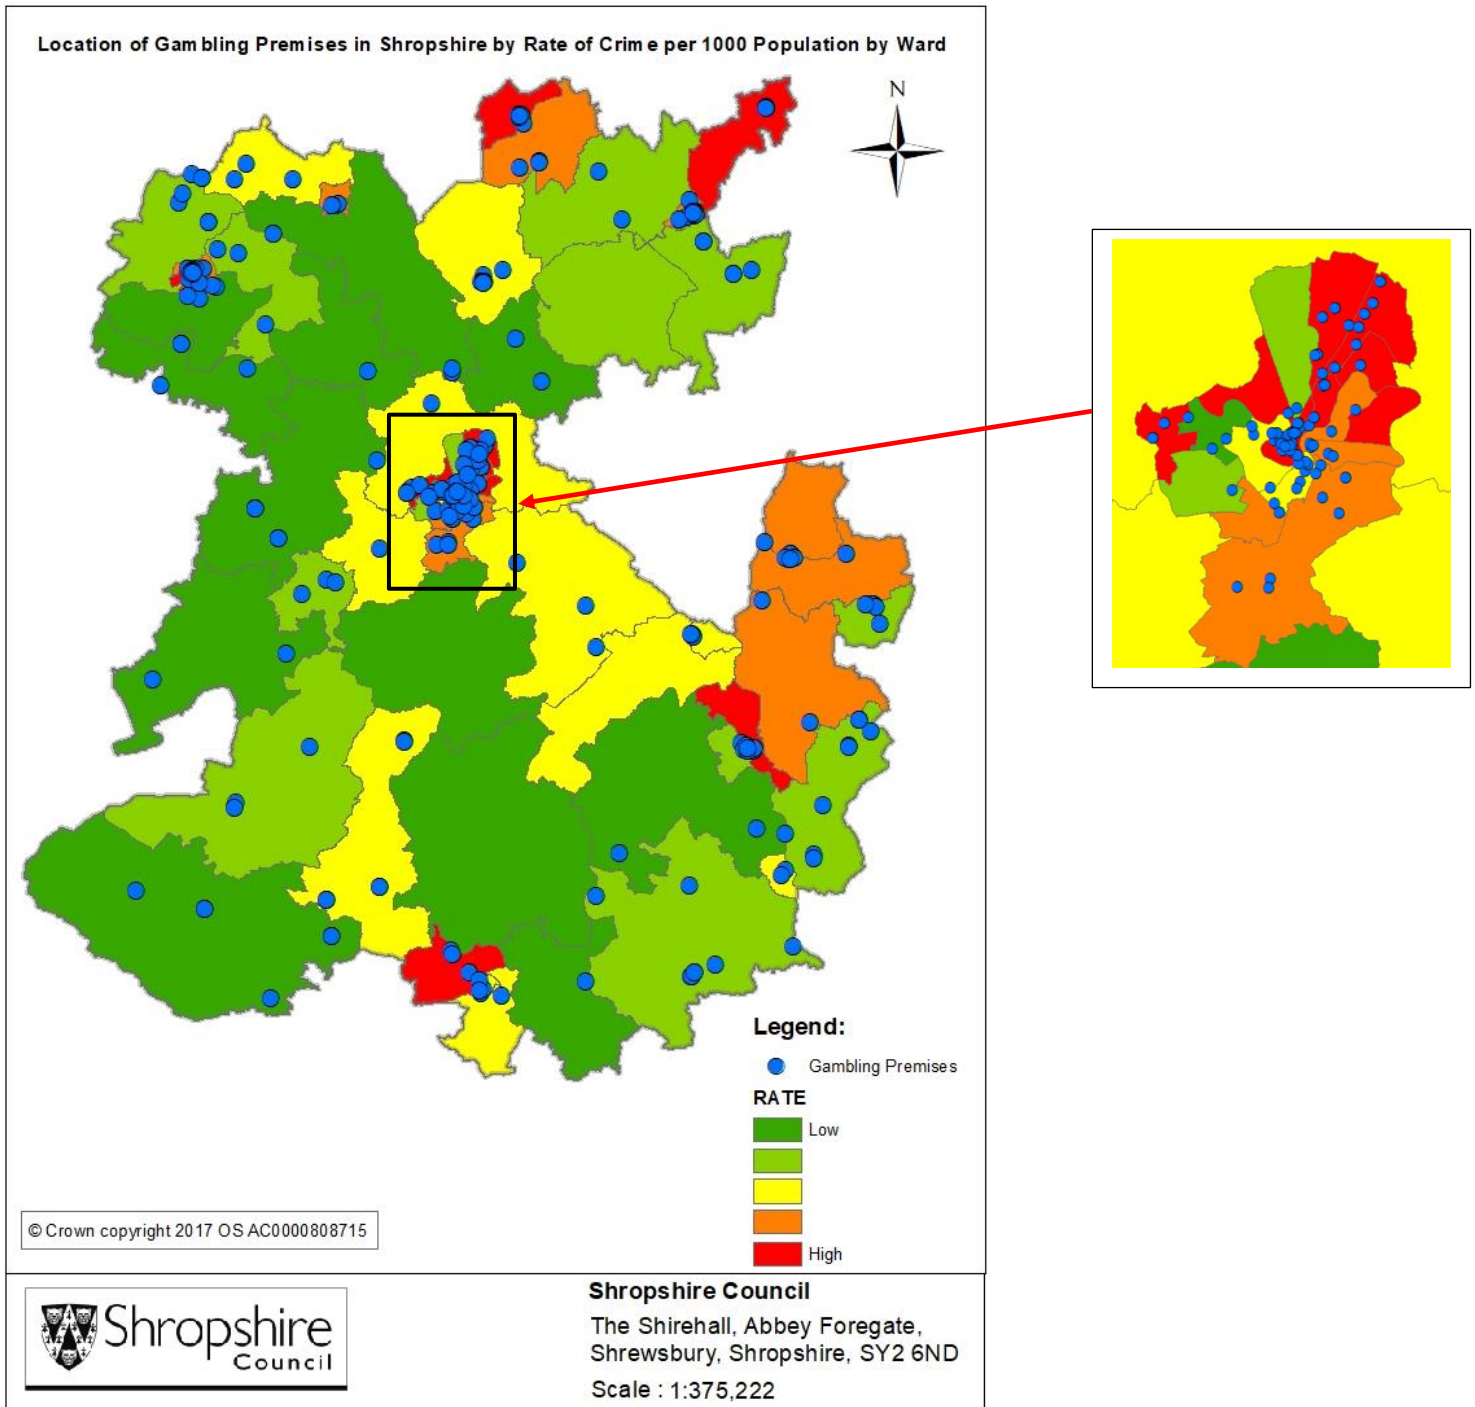 Location of Gambling Premises in Shropshire by Rate of Crime per 1000 Population by Ward
N
Legend:
Gambling Premises
RATE
Low
High
© Crown copyright 2017 OS AC0000808715
Shropshire
Council
Shropshire Council
The Shirehall, Abbey Foregate,
Shrewsbury, Shropshire, SY2 6ND
Scale : 1:375,222